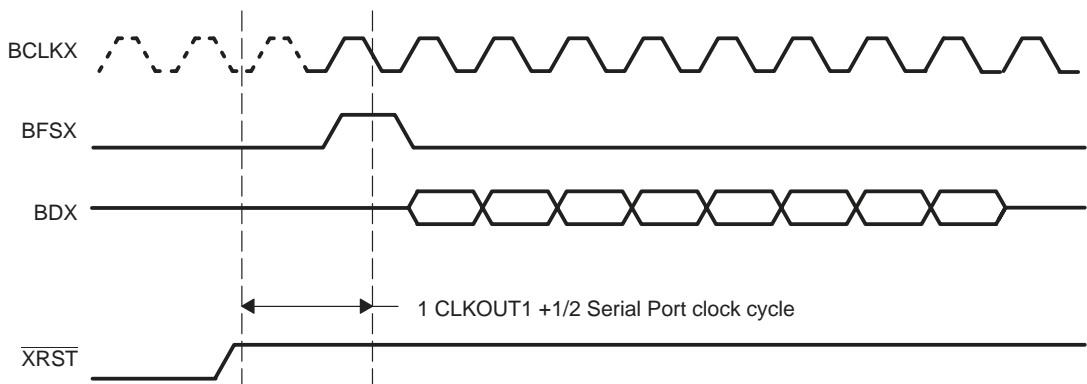 BCLKX
BFSX
BDX
1 CLKOUT1 +1/2 Serial Port clock cycle
XRST